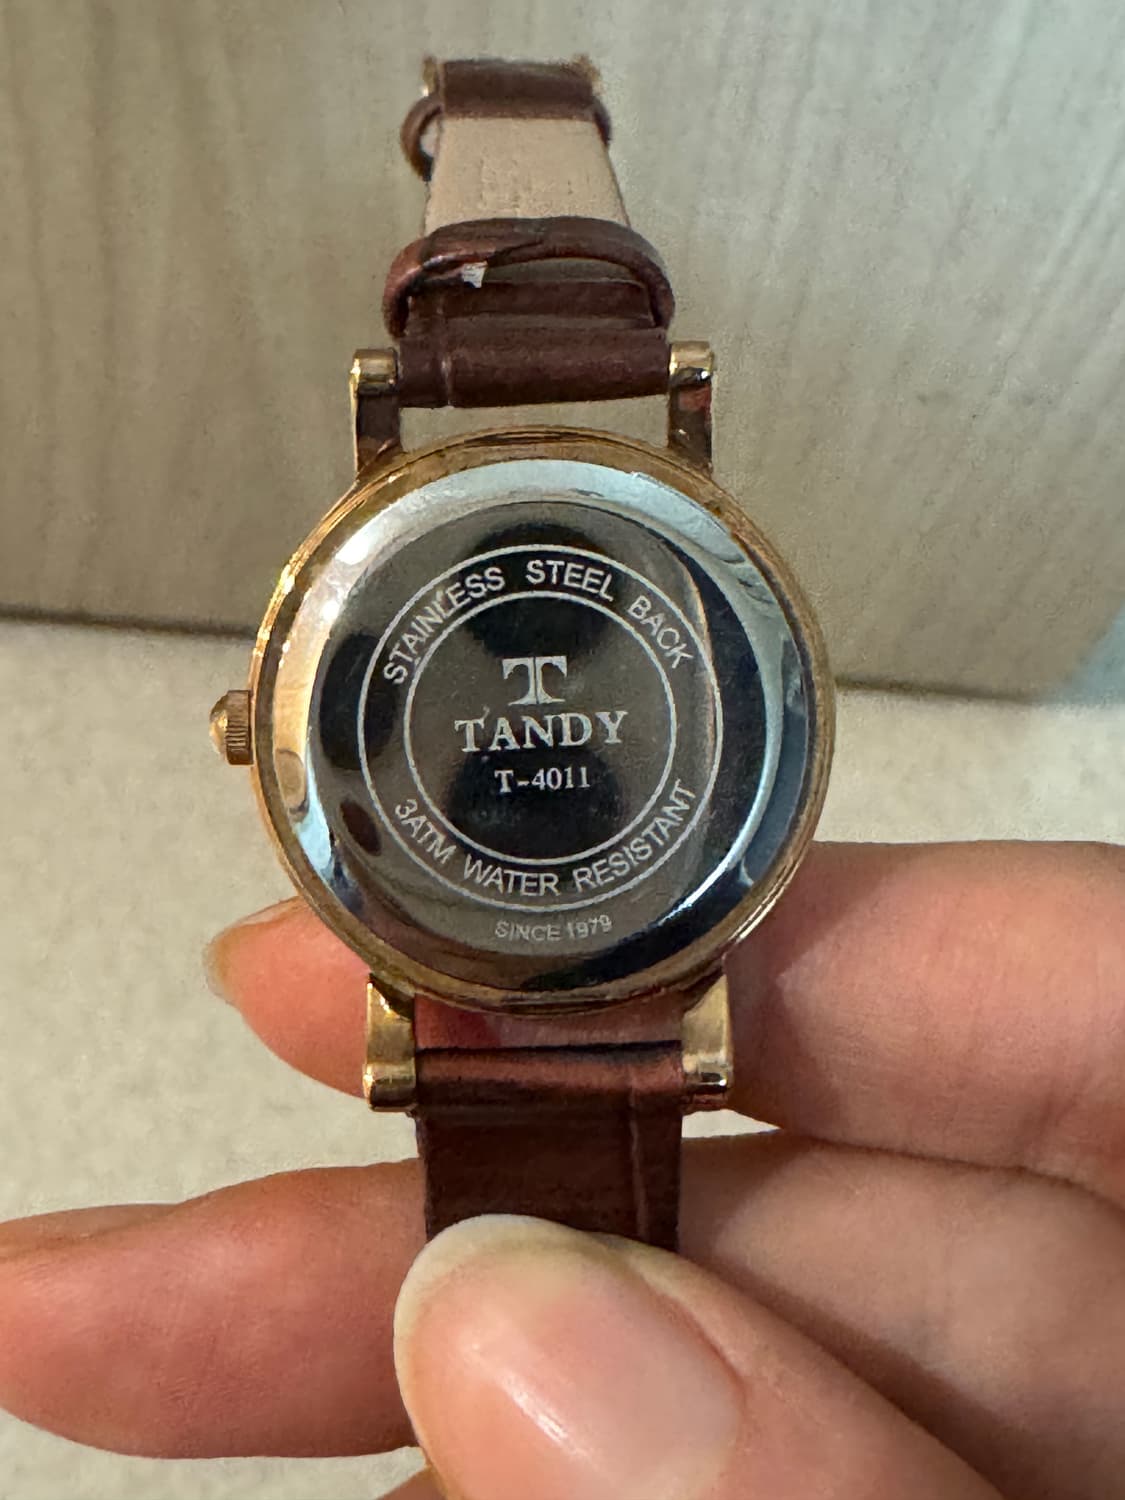 STAINLESS STEEL BACK
T
TANDY
T-4011
3ATM WATER RESISTANT
SINCE 1979